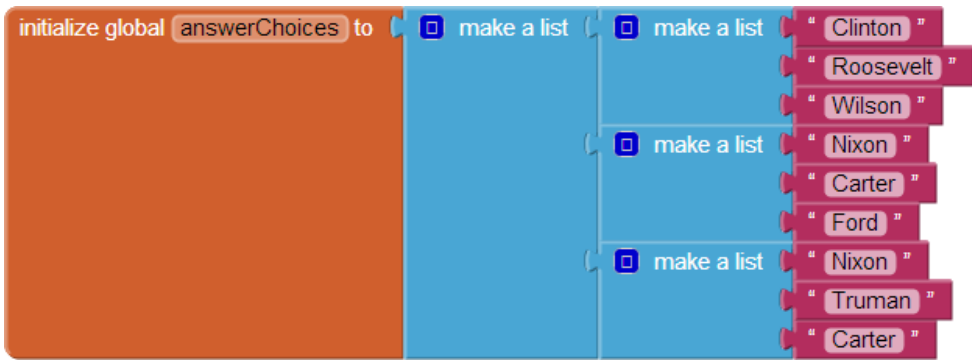 initialize global answerChoices to make a list make a list " Clinton "
" Roosevelt "
" Wilson "
make a list " Nixon "
" Carter "
" Ford "
make a list " Nixon "
" Truman "
" Carter "